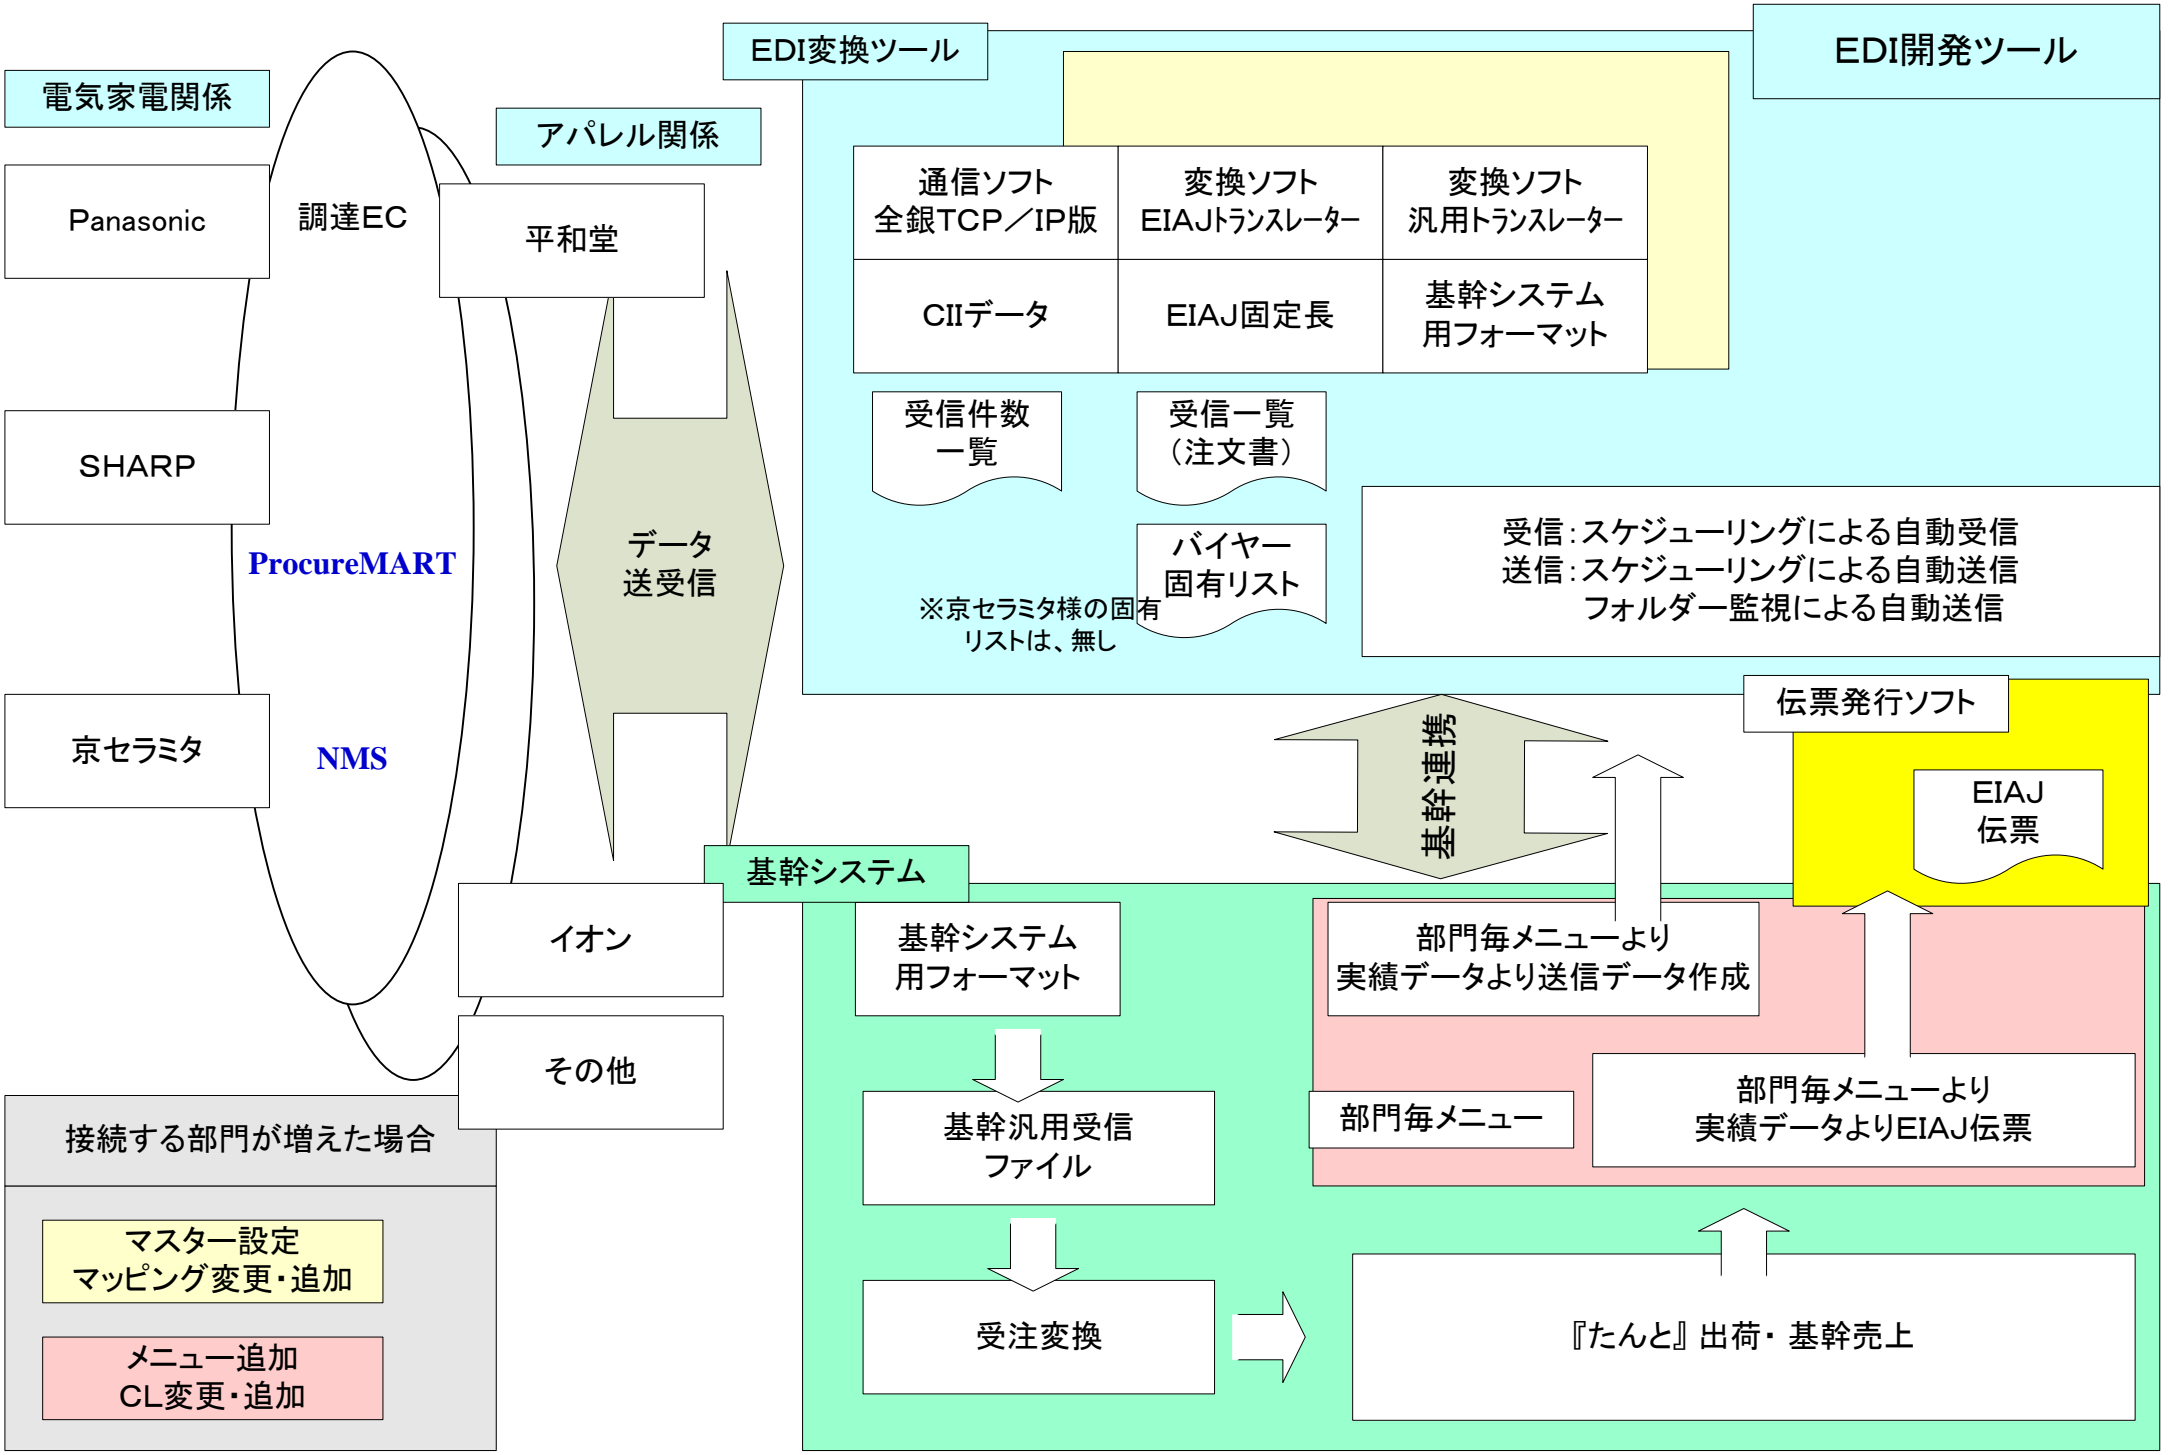 EDI変換ツール
EDI開発ツール
電気家電関係
アパレル関係
Panasonic
調達EC
平和堂
通信ソフト
全銀TCP／IP版
変換ソフト
EIAJトランスレーター
変換ソフト
汎用トランスレーター
CIIデータ
EIAJ固定長
基幹システム
用フォーマット
受信件数
一覧
受信一覧
（注文書）
SHARP
ProcureMART
データ
送受信
バイヤー
固有リスト
※京セラミタ様の固有
リストは、無し
受信：スケジューリングによる自動受信
送信：スケジューリングによる自動送信
フォルダー監視による自動送信
京セラミタ
NMS
基幹連携
伝票発行ソフト
EIAJ
伝票
基幹システム
イオン
その他
基幹システム
用フォーマット
部門毎メニューより
実績データより送信データ作成
基幹汎用受信
ファイル
部門毎メニュー
部門毎メニューより
実績データよりEIAJ伝票
接続する部門が増えた場合
マスター設定
マッピング変更・追加
メニュー追加
CL変更・追加
受注変換
『たんと』出荷・基幹売上